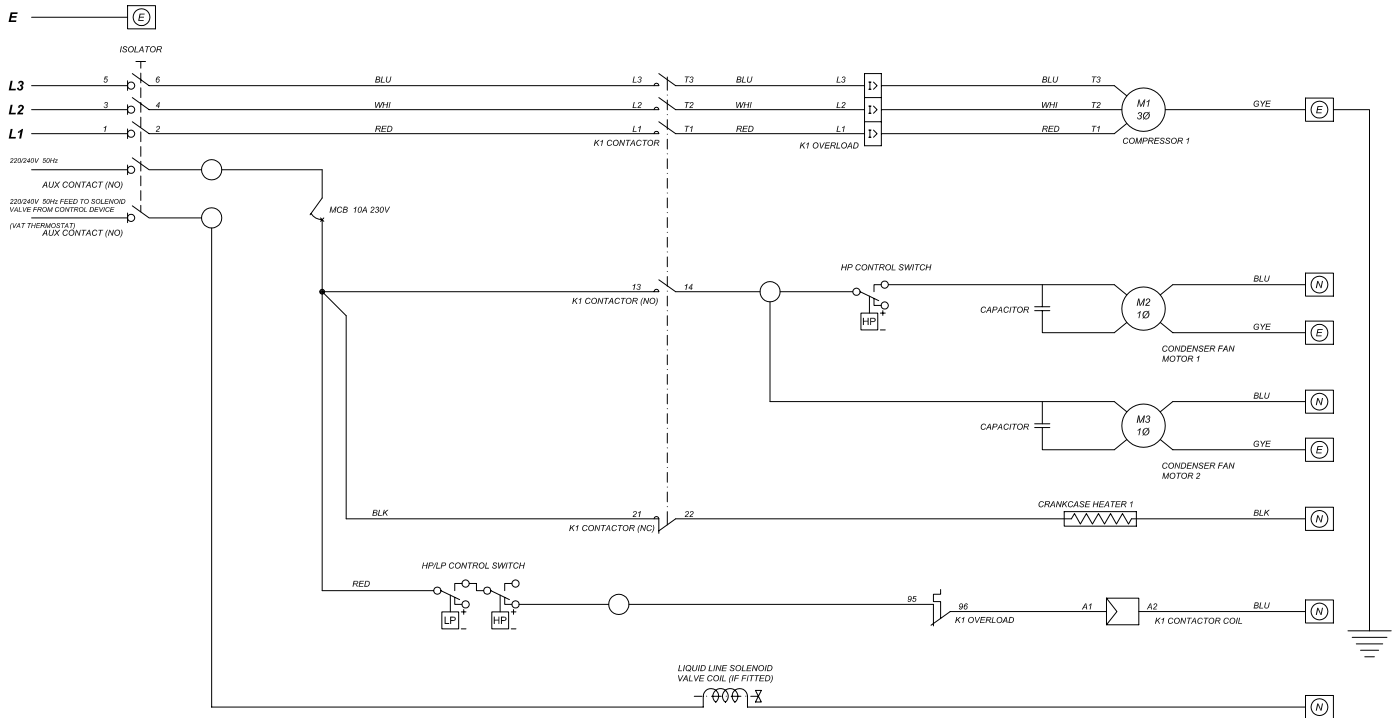 E
E
ISOLATOR
L3 5 6 BLU L3 T3 BLU L3 BLU T3
L2 3 4 WHI L2 T2 WHI L2 WHI T2
L1 1 2 RED L1 T1 RED L1 RED T1
I>
I>
I>
M1
3Ø
GYE
E
K1 CONTACTOR
K1 OVERLOAD
COMPRESSOR 1
220/240V 50Hz
AUX CONTACT (NO)
220/240V 50Hz FEED TO SOLENOID
VALVE FROM CONTROL DEVICE
(VAT THERMOSTAT)
AUX CONTACT (NO)
MCB 10A 230V
13 14
K1 CONTACTOR (NO)
HP CONTROL SWITCH
HP
+
-
CAPACITOR
M2
1Ø
BLU
N
GYE
E
CONDENSER FAN
MOTOR 1
CAPACITOR
M3
1Ø
BLU
N
GYE
E
CONDENSER FAN
MOTOR 2
BLK
21 22
K1 CONTACTOR (NC)
CRANKCASE HEATER 1
BLK
N
HP/LP CONTROL SWITCH
RED
LP
+
-
HP
+
-
95
96
K1 OVERLOAD
A1 A2
K1 CONTACTOR COIL
BLU
N
LIQUID LINE SOLENOID
VALVE COIL (IF FITTED)
N